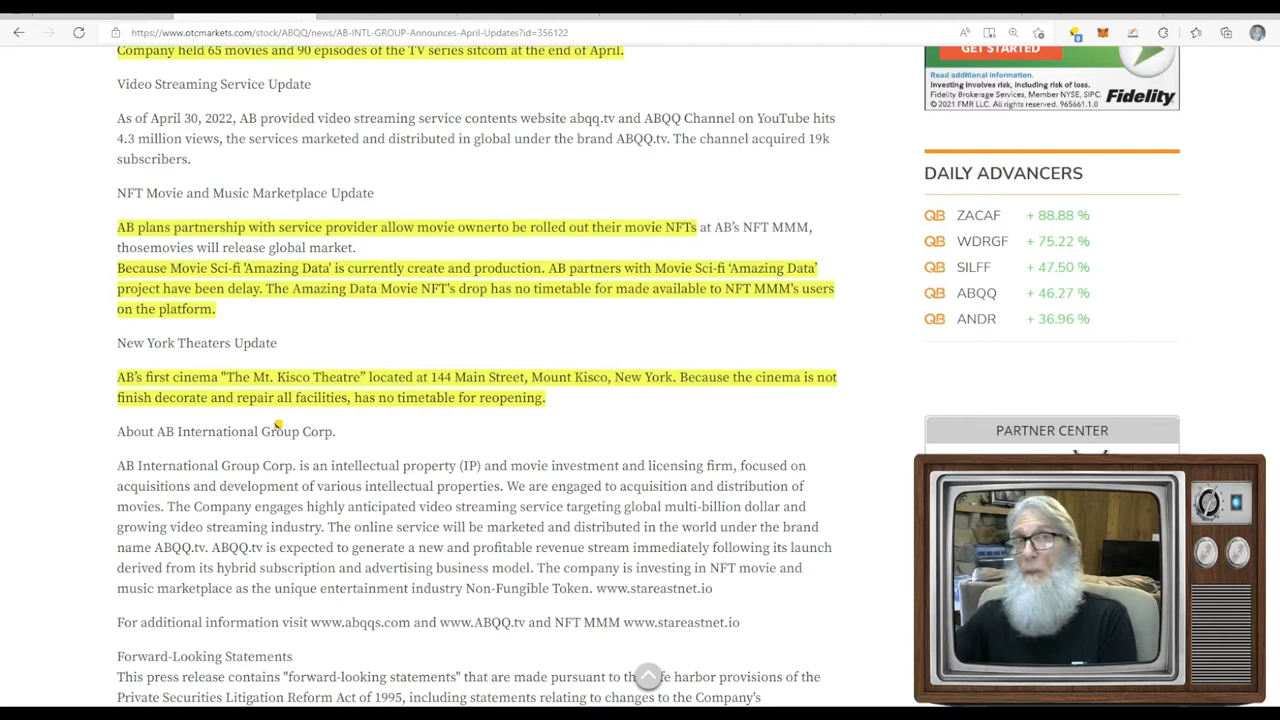 https://www.otcmarkets.com/stock/ABQQ/news/AB-INTL-GROUP-Announces-April-Updates?id=356122
Company held 65 movies and 90 episodes of the TV series sitcom at the end of April.
Video Streaming Service Update
As of April 30, 2022, AB provided video streaming service contents website abqq.tv and ABQQ Channel on YouTube hits
4.3 million views, the services marketed and distributed in global under the brand ABQQ.tv. The channel acquired 19k
subscribers.
NFT Movie and Music Marketplace Update
AB plans partnership with service provider allow movie ownerto be rolled out their movie NFTs at AB's NFT MMM,
thosemovies will release global market.
Because Movie Sci-fi 'Amazing Data' is currently create and production. AB partners with Movie Sci-fi ‘Amazing Data’
project have been delay. The Amazing Data Movie NFT's drop has no timetable for made available to NFT MMM's users
on the platform.
New York Theaters Update
AB's first cinema "The Mt. Kisco Theatre” located at 144 Main Street, Mount Kisco, New York. Because the cinema is not
finish decorate and repair all facilities, has no timetable for reopening.
About AB International Group Corp.
AB International Group Corp. is an intellectual property (IP) and movie investment and licensing firm, focused on
acquisitions and development of various intellectual properties. We are engaged to acquisition and distribution of
movies. The Company engages highly anticipated video streaming service targeting global multi-billion dollar and
growing video streaming industry. The online service will be marketed and distributed in the world under the brand
name ABQQ.tv. ABQQ.tv is expected to generate a new and profitable revenue stream immediately following its launch
derived from its hybrid subscription and advertising business model. The company is investing in NFT movie and
music marketplace as the unique entertainment industry Non-Fungible Token. www.stareastnet.io
For additional information visit www.abqqs.com and www.ABQQ.tv and NFT MMM www.stareastnet.io
Forward-Looking Statements
This press release contains "forward-looking statements" that are made pursuant to the fe harbor provisions of the
Private Securities Litigation Reform Act of 1995, including statements relating to changes to the Company's
START INVESTING
Read additional information.
Investing involves risk, including risk of loss.
Fidelity Brokerage Services, Member NYSE, SIPC.
© 2021 FMR LLC. All rights reserved. 965661.1.0
Fidelity
DAILY ADVANCERS
QB ZACAF + 88.88 %
QB WDRGF + 75.22 %
QB SILFF + 47.50 %
QB ABQQ + 46.27 %
QB ANDR + 36.96 %
PARTNER CENTER